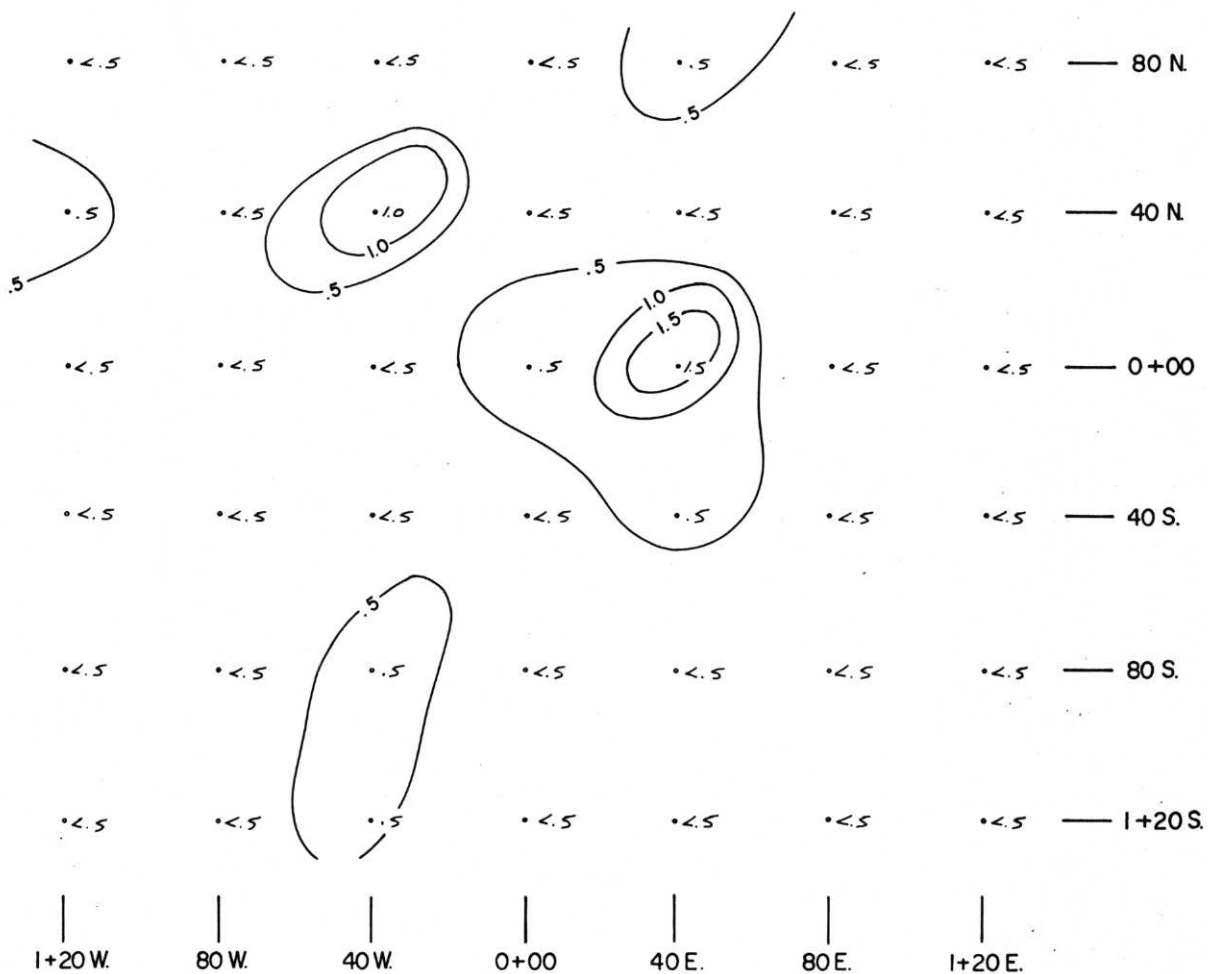 <.5 <.5 <.5 <.5 .5 <.5 <.5 80 N.
.5
.5 <.5 1.0 <.5 <.5 <.5 <.5 40 N.
1.0
.5 .5 .5
1.0
1.5
<.5 <.5 <.5 .5 1.5 <.5 <.5 0+00
<.5 <.5 <.5 <.5 .5 <.5 <.5 40 S.
.5
<.5 <.5 .5 <.5 <.5 <.5 <.5 80 S.
<.5 <.5 .5 <.5 <.5 <.5 <.5 1+20 S.
1+20 W. 80 W. 40 W. 0+00 40 E. 80 E. 1+20 E.